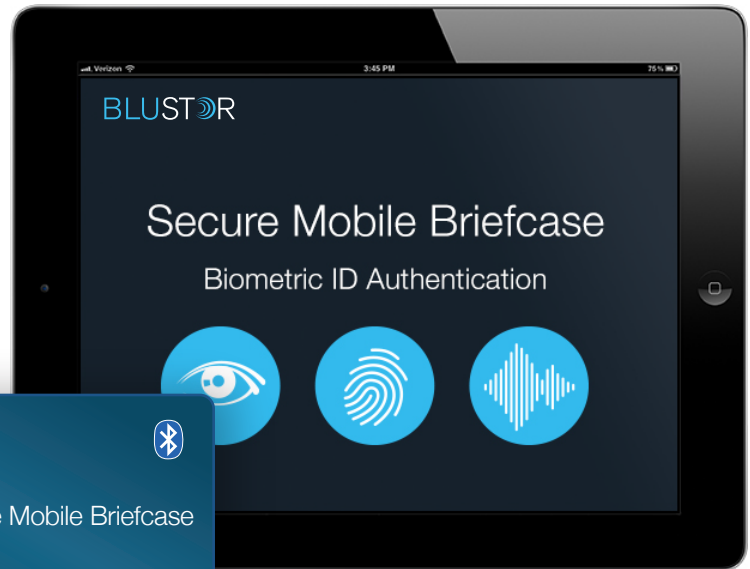 Verizon 3:45 PM 75%
BLUSTOR
Secure Mobile Briefcase
Biometric ID Authentication
Mobile Briefcase